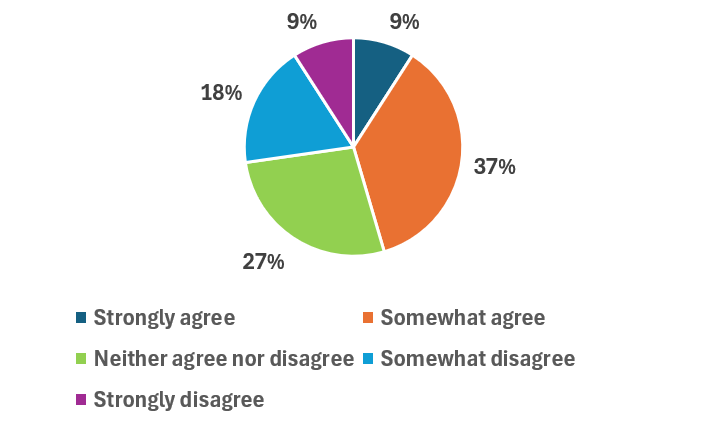 9% 9%
18%
37%
27%
Strongly agree Somewhat agree
Neither agree nor disagree Somewhat disagree
Strongly disagree